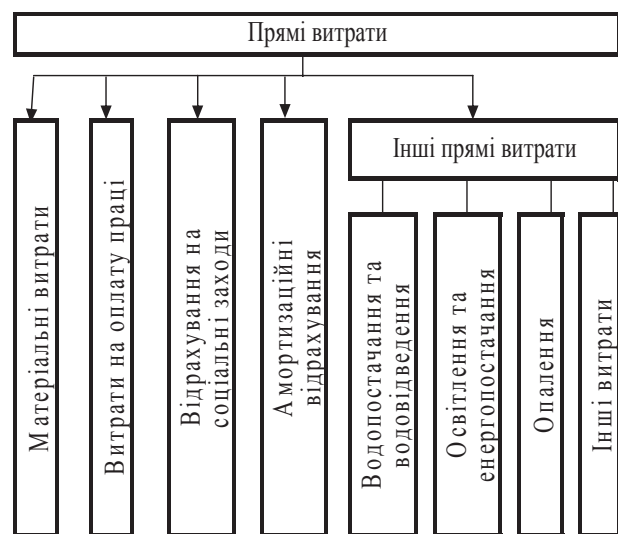 Прямі витрати
Матеріальні витрати
Витрати на оплату праці
Відрахування на
соціальні заходи
Амортизаційні
відрахування
Інші прямі витрати
Водопостачання та
водовідведення
Освітлення та
енергопостачання
Опалення
Інші витрати